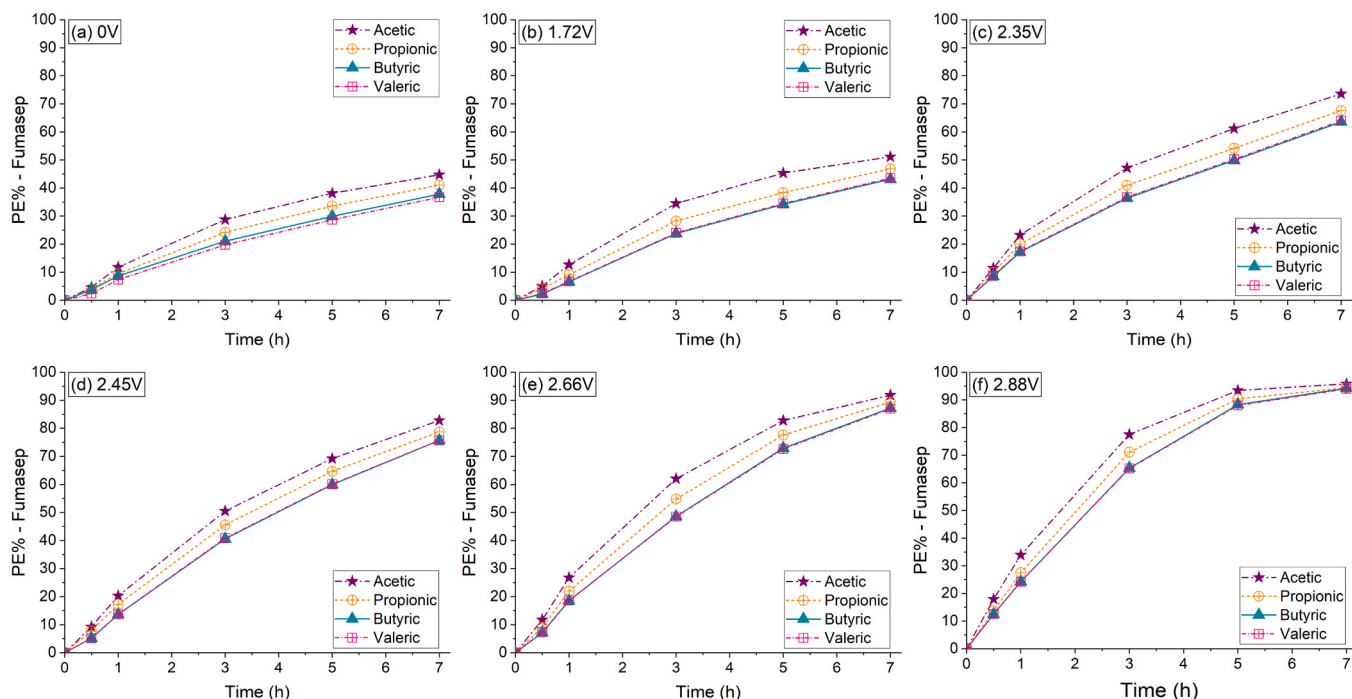 (a) 0V
Acetic
Propionic
Butyric
Valeric
PE% - Fumasep
100
90
80
70
60
50
40
30
20
10
0
0 1 2 3 4 5 6 7
Time (h)
(b) 1.72V
Acetic
Propionic
Butyric
Valeric
PE% - Fumasep
100
90
80
70
60
50
40
30
20
10
0
0 1 2 3 4 5 6 7
Time (h)
(c) 2.35V
Acetic
Propionic
Butyric
Valeric
PE% - Fumasep
100
90
80
70
60
50
40
30
20
10
0
0 1 2 3 4 5 6 7
Time (h)
(d) 2.45V
Acetic
Propionic
Butyric
Valeric
PE% - Fumasep
100
90
80
70
60
50
40
30
20
10
0
0 1 2 3 4 5 6 7
Time (h)
(e) 2.66V
Acetic
Propionic
Butyric
Valeric
PE% - Fumasep
100
90
80
70
60
50
40
30
20
10
0
0 1 2 3 4 5 6 7
Time (h)
(f) 2.88V
Acetic
Propionic
Butyric
Valeric
PE% - Fumasep
100
90
80
70
60
50
40
30
20
10
0
0 1 2 3 4 5 6 7
Time (h)